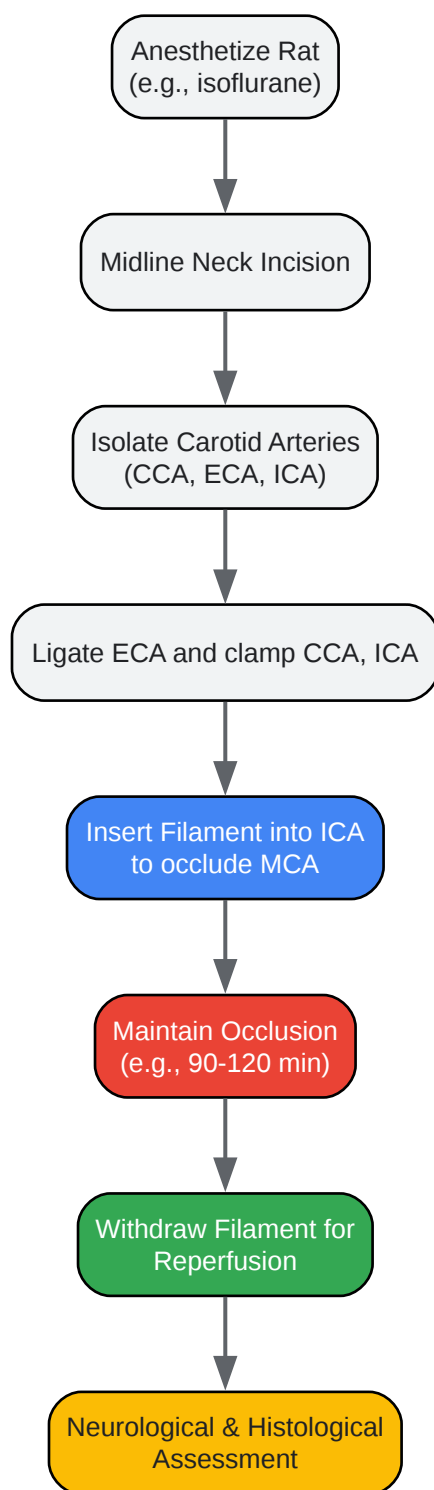 Anesthetize Rat
(e.g., isoflurane)
Midline Neck Incision
Isolate Carotid Arteries
(CCA, ECA, ICA)
Ligate ECA and clamp CCA, ICA
Insert Filament into ICA
to occlude MCA
Maintain Occlusion
(e.g., 90-120 min)
Withdraw Filament for
Reperfusion
Neurological & Histological
Assessment